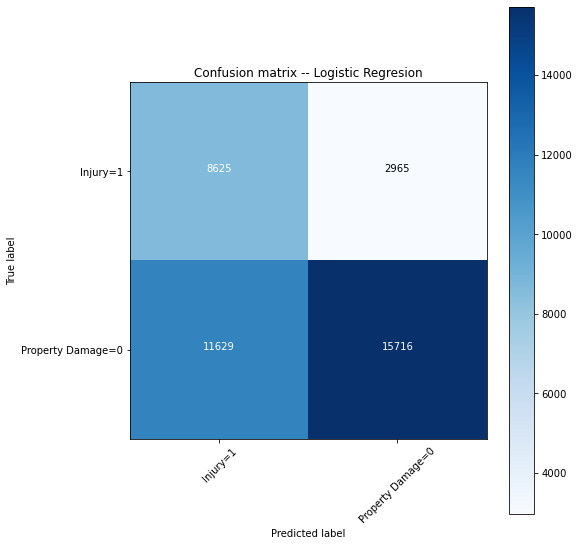 Confusion matrix -- Logistic Regresion
True label
Injury=1
Property Damage=0
8625
2965
11629
15716
Injury=1
Property Damage=0
Predicted label
14000
12000
10000
8000
6000
4000